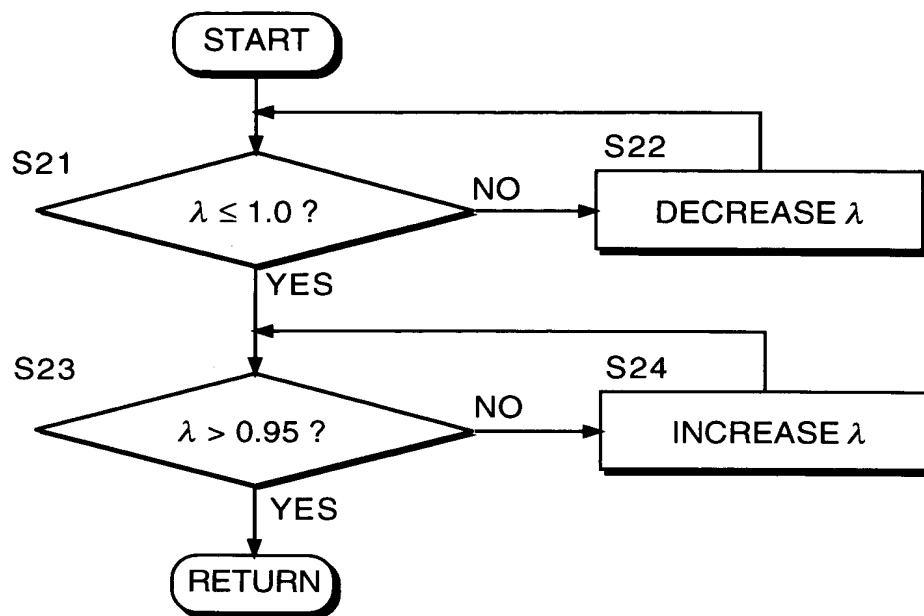 START
S21
λ ≤ 1.0 ?
NO
S22
DECREASE λ
YES
S23
λ > 0.95 ?
NO
S24
INCREASE λ
YES
RETURN